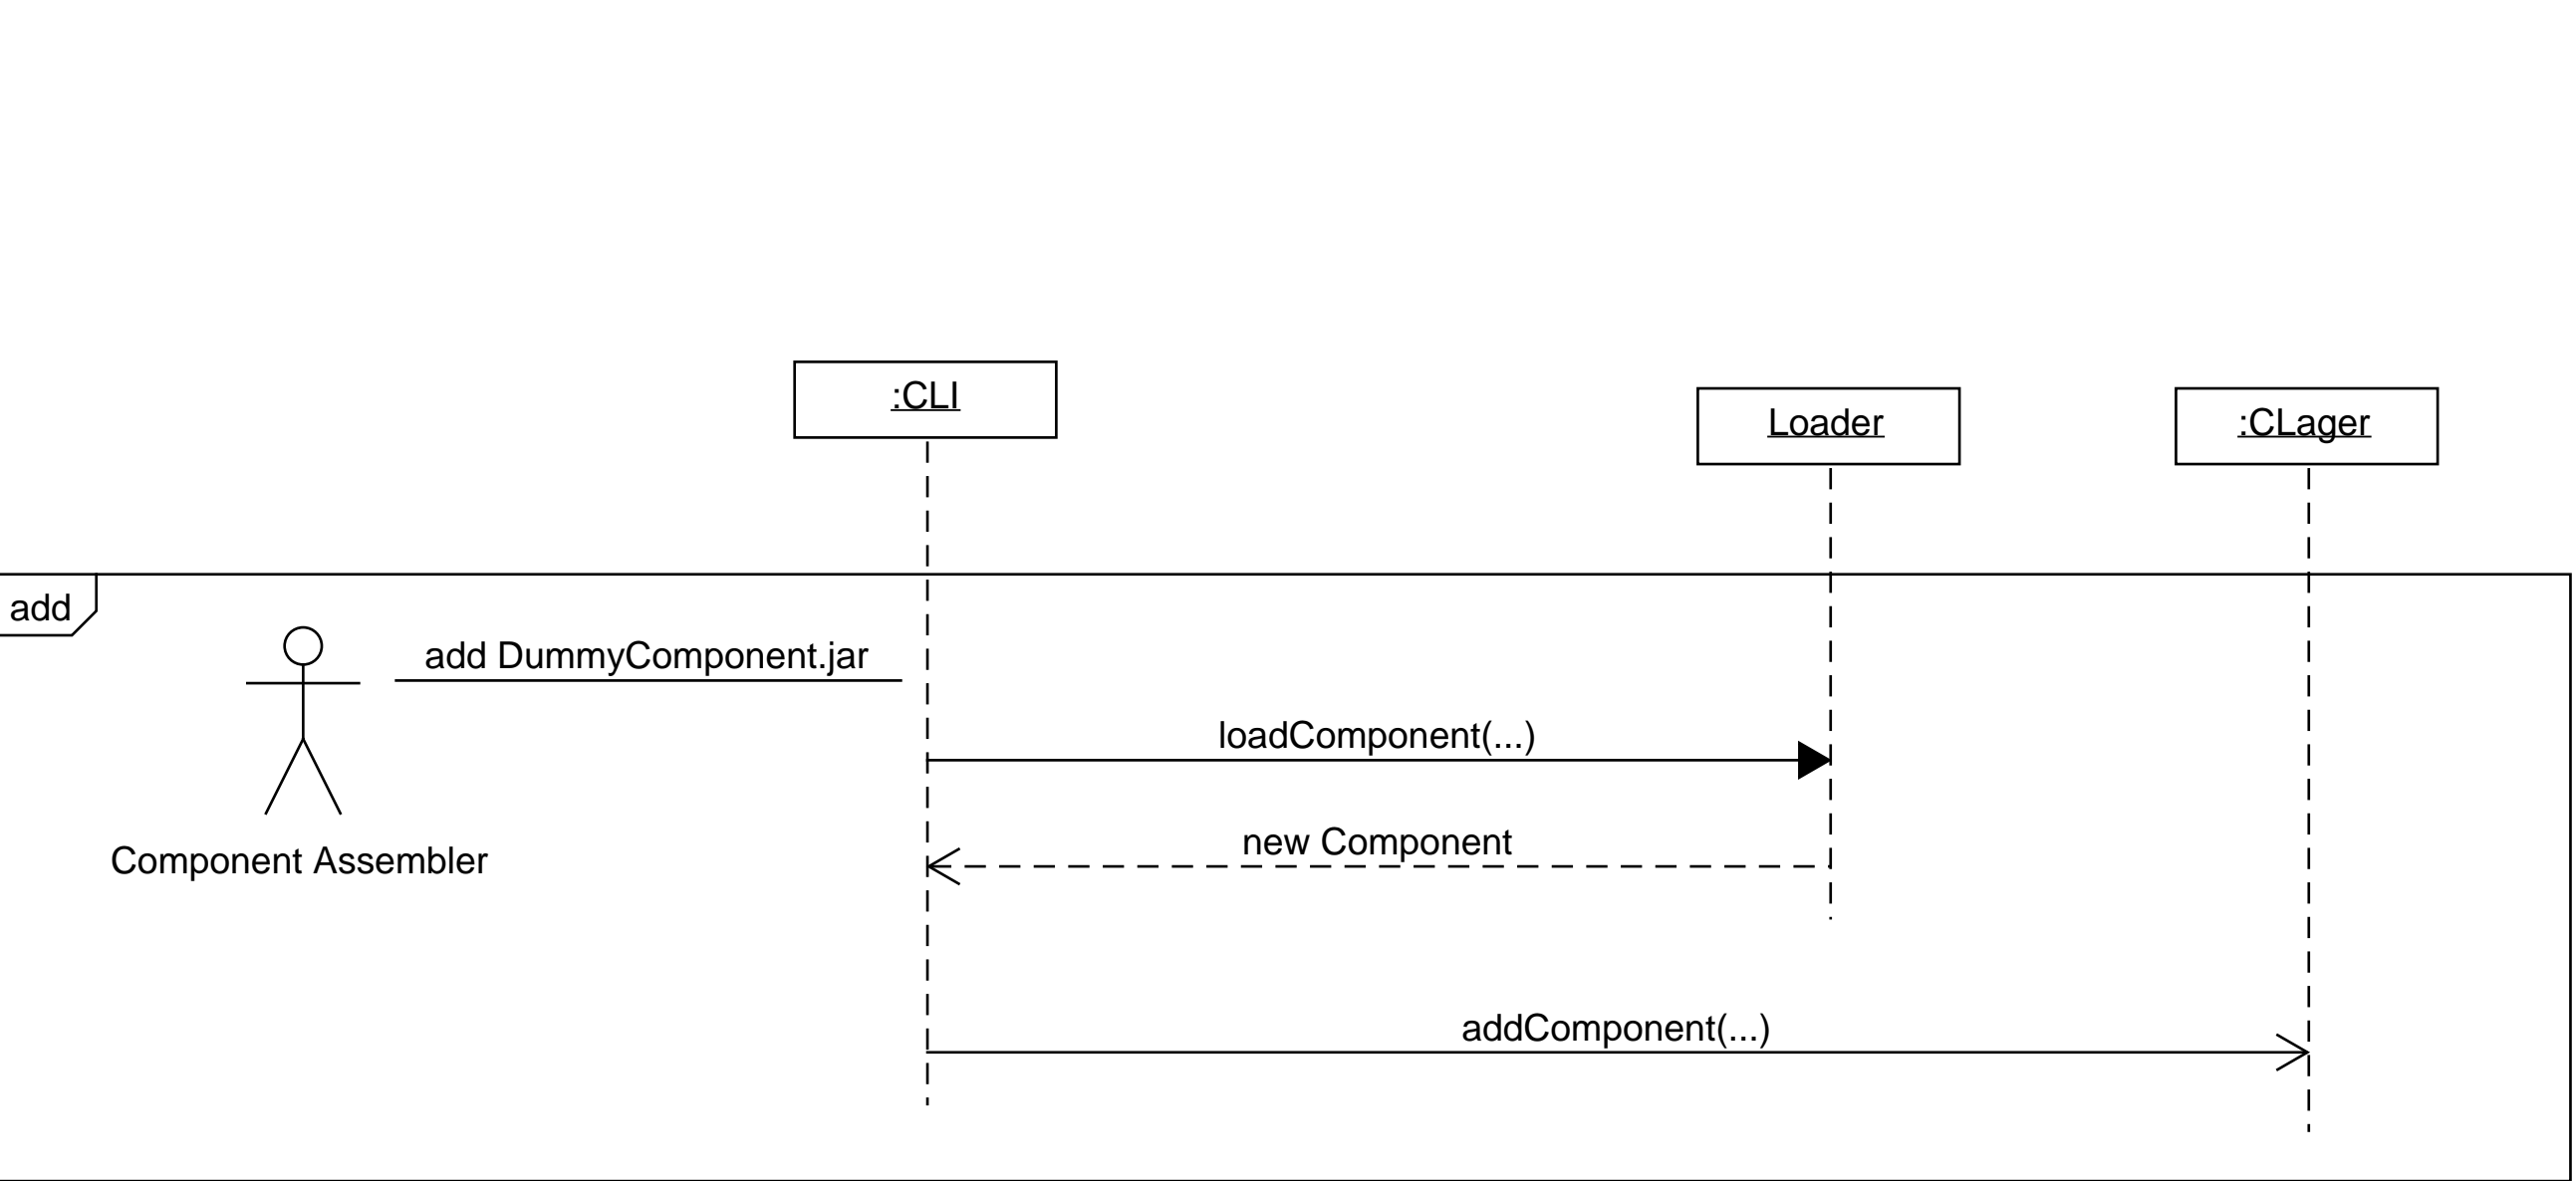 :CLI
Loader
:CLager
add
add DummyComponent.jar
loadComponent(...)
new Component
Component Assembler
addComponent(...)